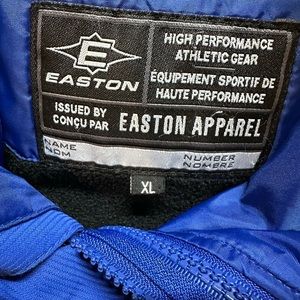 E
EASTON
HIGH PERFORMANCE
ATHLETIC GEAR
ÉQUIPEMENT SPORTIF DE
HAUTE PERFORMANCE
ISSUED BY
CONÇU PAR
EASTON APPAREL
NAME
NOM
NUMBER
NOMBRE
XL